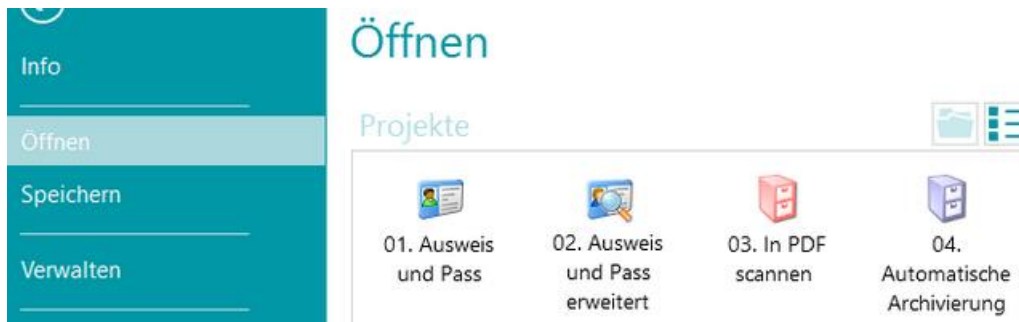 Info
Öffnen
Speichern
Verwalten
Öffnen
Projekte
01. Ausweis
und Pass
02. Ausweis
und Pass
erweitert
03. In PDF
scannen
04.
Automatische
Archivierung